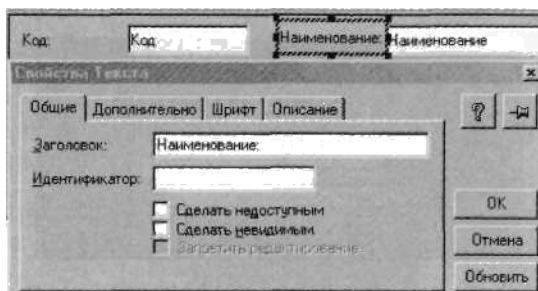 Код: Код Наименование: Наименование
Свойства Текста
Общие Дополнительно Шрифт Описание
?
Заголовок: Наименование:
Идентификатор:
Сделать недоступным
OK
Сделать невидимым
Отмена
Запретить редактирование
Обновить